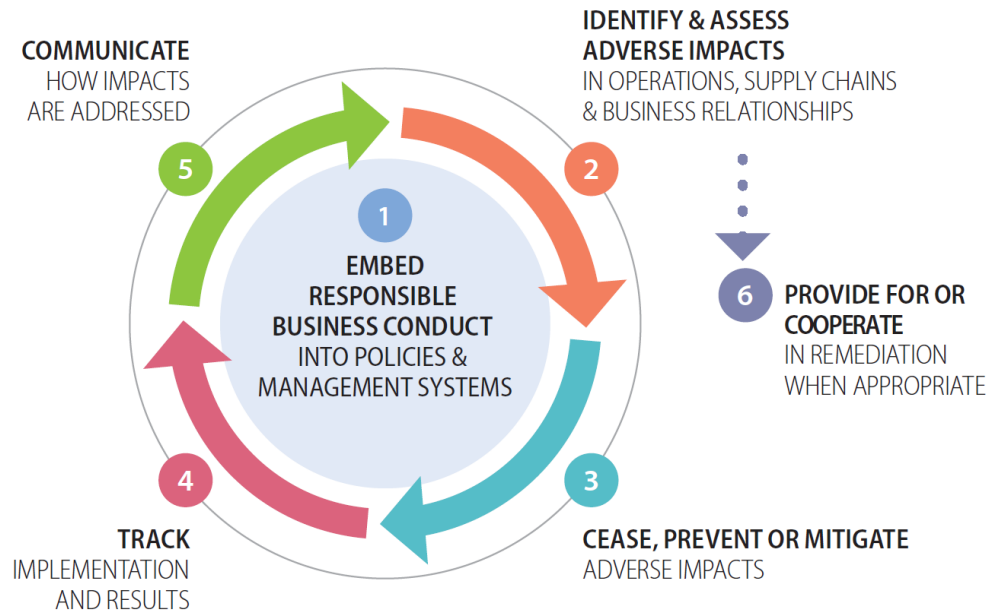 1
EMBED
RESPONSIBLE
BUSINESS CONDUCT
INTO POLICIES &
MANAGEMENT SYSTEMS
2
IDENTIFY & ASSESS
ADVERSE IMPACTS
IN OPERATIONS, SUPPLY CHAINS
& BUSINESS RELATIONSHIPS
3
CEASE, PREVENT OR MITIGATE
ADVERSE IMPACTS
4
TRACK
IMPLEMENTATION
AND RESULTS
5
COMMUNICATE
HOW IMPACTS
ARE ADDRESSED
6
PROVIDE FOR OR
COOPERATE
IN REMEDIATION
WHEN APPROPRIATE